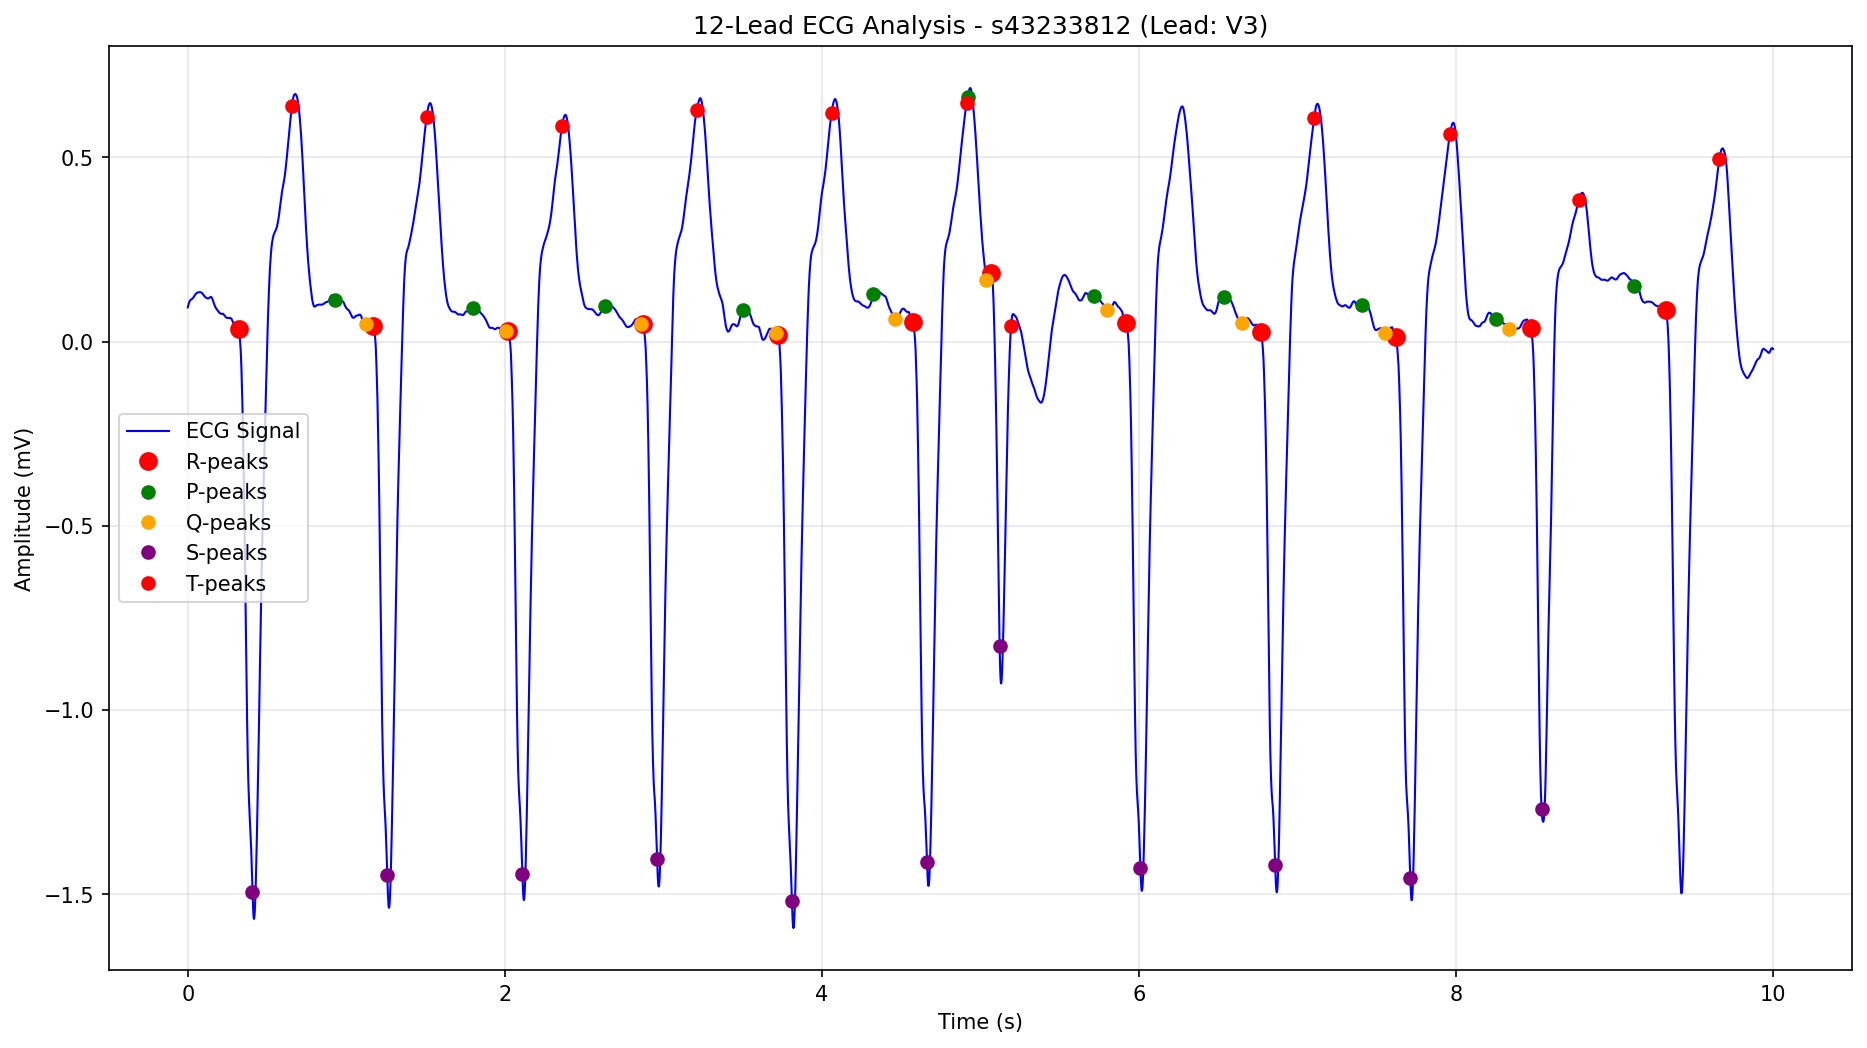 12-Lead ECG Analysis - s43233812 (Lead: V3)
Amplitude (mV)
0.5
0.0
−0.5
−1.0
−1.5
ECG Signal
R-peaks
P-peaks
Q-peaks
S-peaks
T-peaks
0 2 4 6 8 10
Time (s)